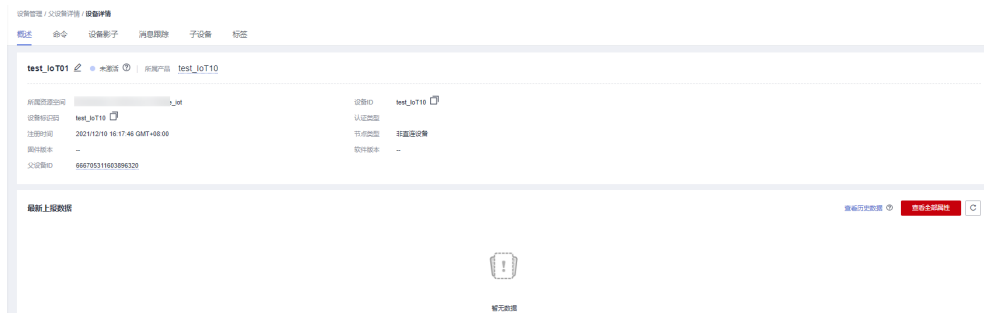 设备管理 / 父设备详情 / 设备详情
概述 命令 设备影子 消息跟踪 子设备 标签
test_IoT01 未激活 | 所属产品 test_IoT10
所属资源空间 _iot 设备ID test_IoT10
设备标识码 test_IoT10 认证类型
注册时间 2021/12/10 16:17:46 GMT+08:00 节点类型 非直连设备
固件版本 -- 软件版本 --
父设备ID 666705311603896320
最新上报数据 查看历史数据 查看全部属性
暂无数据